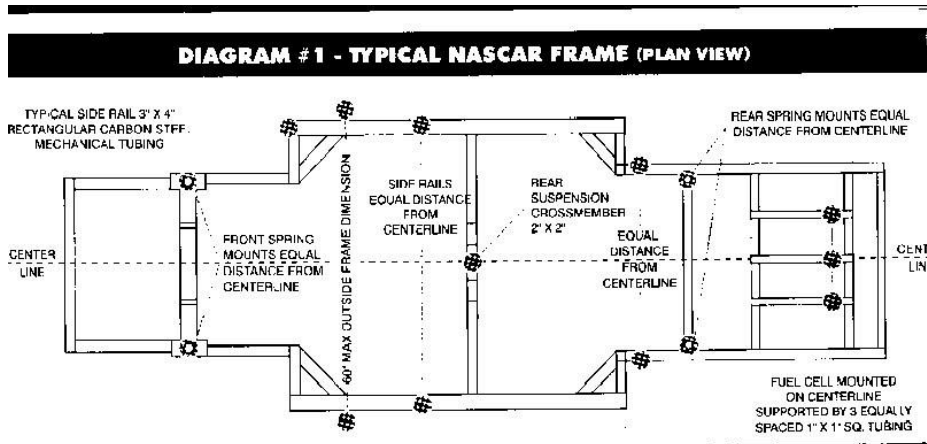 DIAGRAM #1 - TYPICAL NASCAR FRAME (PLAN VIEW)
TYPICAL SIDE RAIL 3" X 4"
RECTANGULAR CARBON STEE
MECHANICAL TUBING
REAR SPRING MOUNTS EQUAL
DISTANCE FROM CENTERLINE
SIDE RAILS
EQUAL DISTANCE
FROM
CENTERLINE
REAR
SUSPENSION
CROSSMEMBER
2" X 2"
60" MAX OUTSIDE FRAME DIMENSION
FRONT SPRING
MOUNTS EQUAL
DISTANCE FROM
CENTERLINE
EQUAL
DISTANCE
FROM
CENTERLINE
CENTER
LINE
CENT
LIN
FUEL CELL MOUNTED
ON CENTERLINE
SUPPORTED BY 3 EQUALLY
SPACED 1" X 1" SQ. TUBING